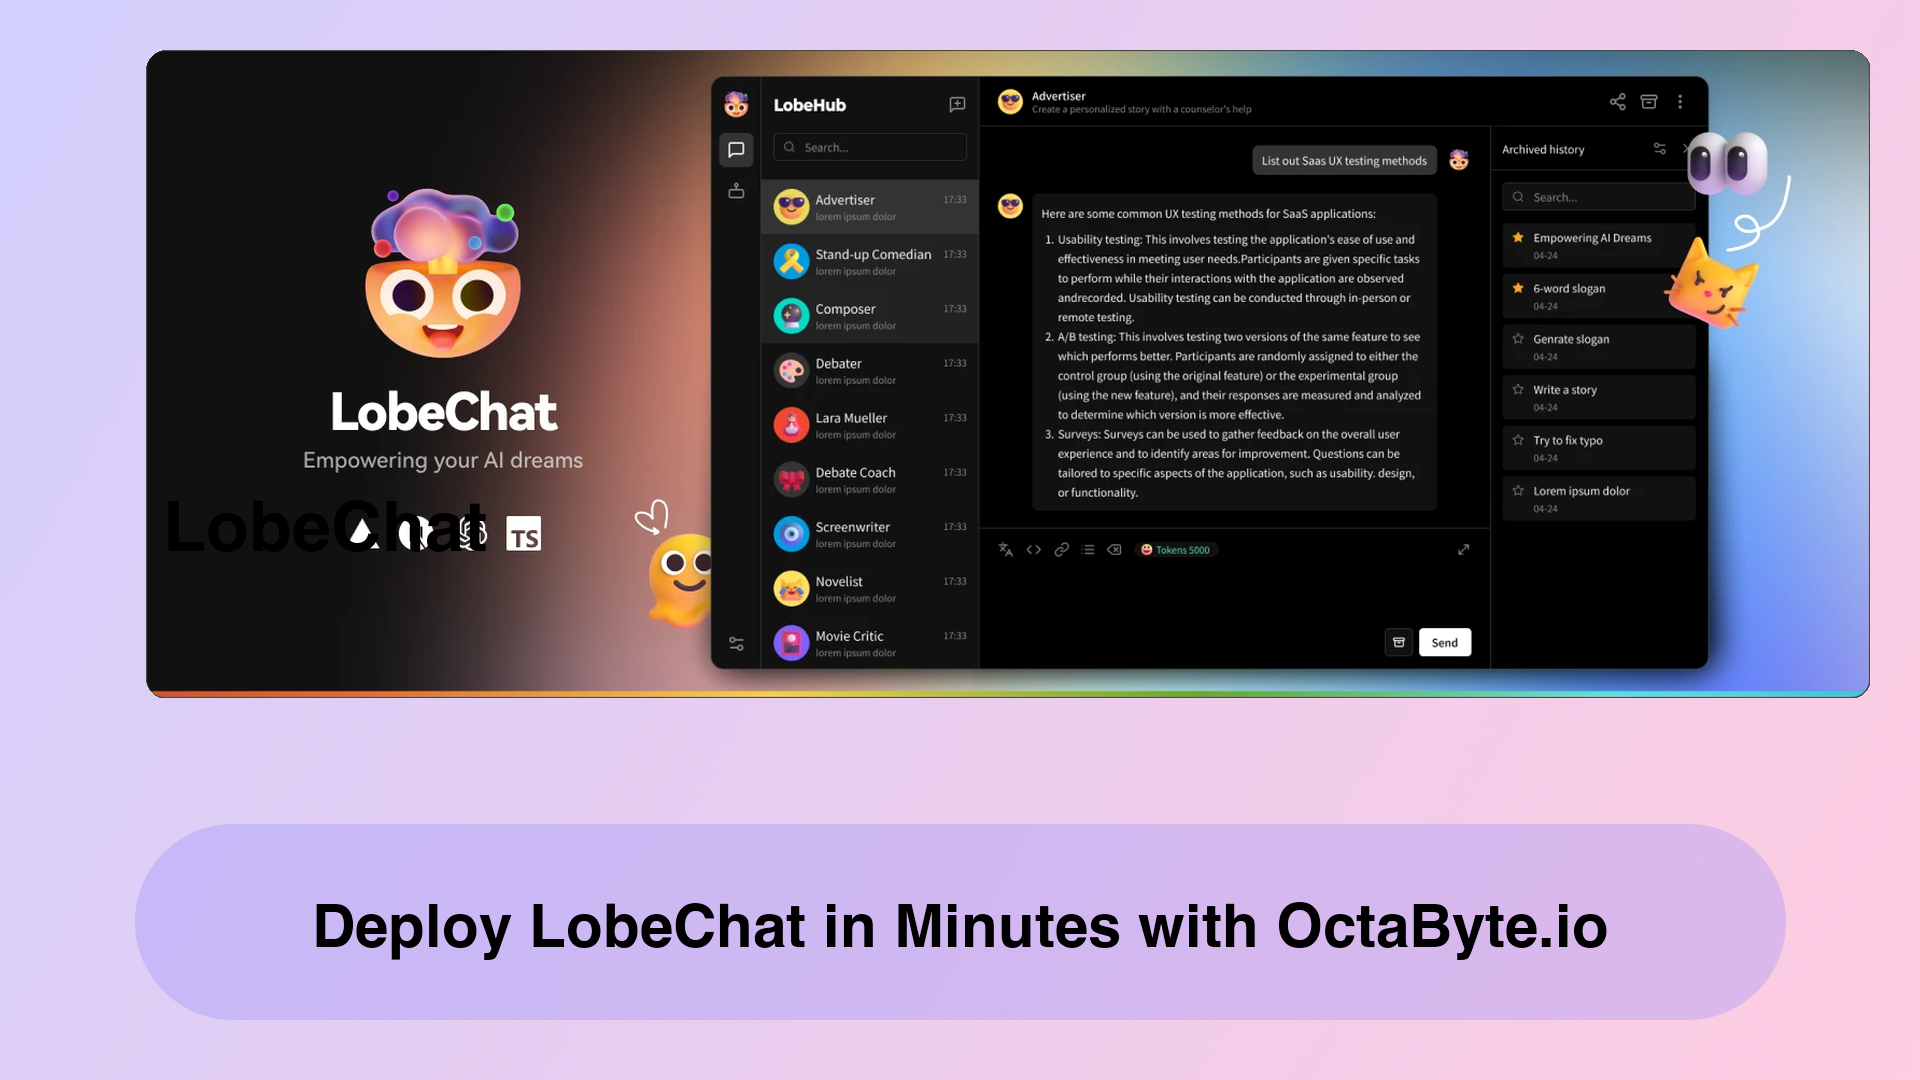 LobeChat
Empowering your AI dreams
LobeChat
TS
LobeHub
Search...
Advertiser
17:33
lorem ipsum dolor
Stand-up Comedian
17:33
lorem ipsum dolor
Composer
17:33
lorem ipsum dolor
Debater
17:33
lorem ipsum dolor
Lara Mueller
17:33
lorem ipsum dolor
Debate Coach
17:33
lorem ipsum dolor
Screenwriter
17:33
lorem ipsum dolor
Novelist
17:33
lorem ipsum dolor
Movie Critic
17:33
lorem ipsum dolor
Advertiser
Create a personalized story with a counselor's help
List out Saas UX testing methods
Here are some common UX testing methods for SaaS applications:
1. Usability testing: This involves testing the application's ease of use and
effectiveness in meeting user needs.Participants are given specific tasks
to perform while their interactions with the application are observed
andrecorded. Usability testing can be conducted through in-person or
remote testing.
2. A/B testing: This involves testing two versions of the same feature to see
which performs better. Participants are randomly assigned to either the
control group (using the original feature) or the experimental group
(using the new feature), and their responses are measured and analyzed
to determine which version is more effective.
3. Surveys: Surveys can be used to gather feedback on the overall user
experience and to identify areas for improvement. Questions can be
tailored to specific aspects of the application, such as usability. design,
or functionality.
Tokens 5000
Send
Archived history
Search...
Empowering AI Dreams
04-24
6-word slogan
04-24
Genrate slogan
04-24
Write a story
04-24
Try to fix typo
04-24
Lorem ipsum dolor
04-24
Deploy LobeChat in Minutes with OctaByte.io